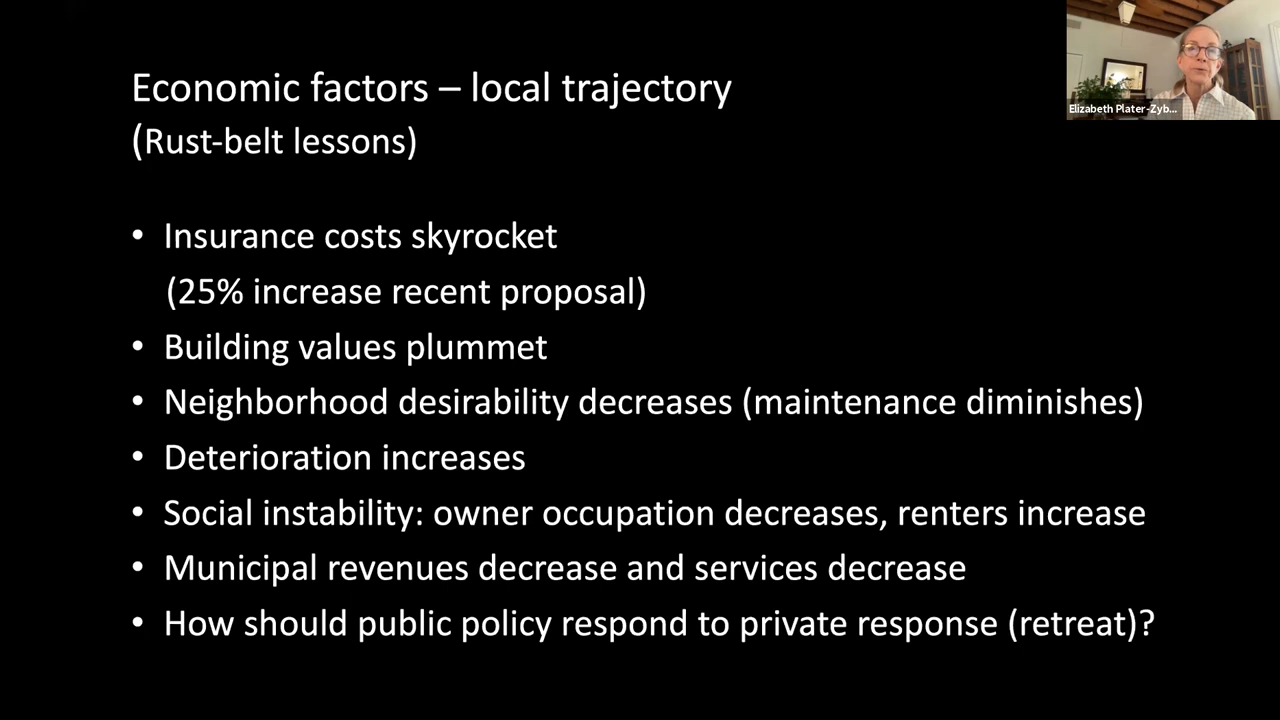 Economic factors – local trajectory
(Rust-belt lessons)
• Insurance costs skyrocket
(25% increase recent proposal)
• Building values plummet
• Neighborhood desirability decreases (maintenance diminishes)
• Deterioration increases
• Social instability: owner occupation decreases, renters increase
• Municipal revenues decrease and services decrease
• How should public policy respond to private response (retreat)?
Elizabeth Plater-Zyb...